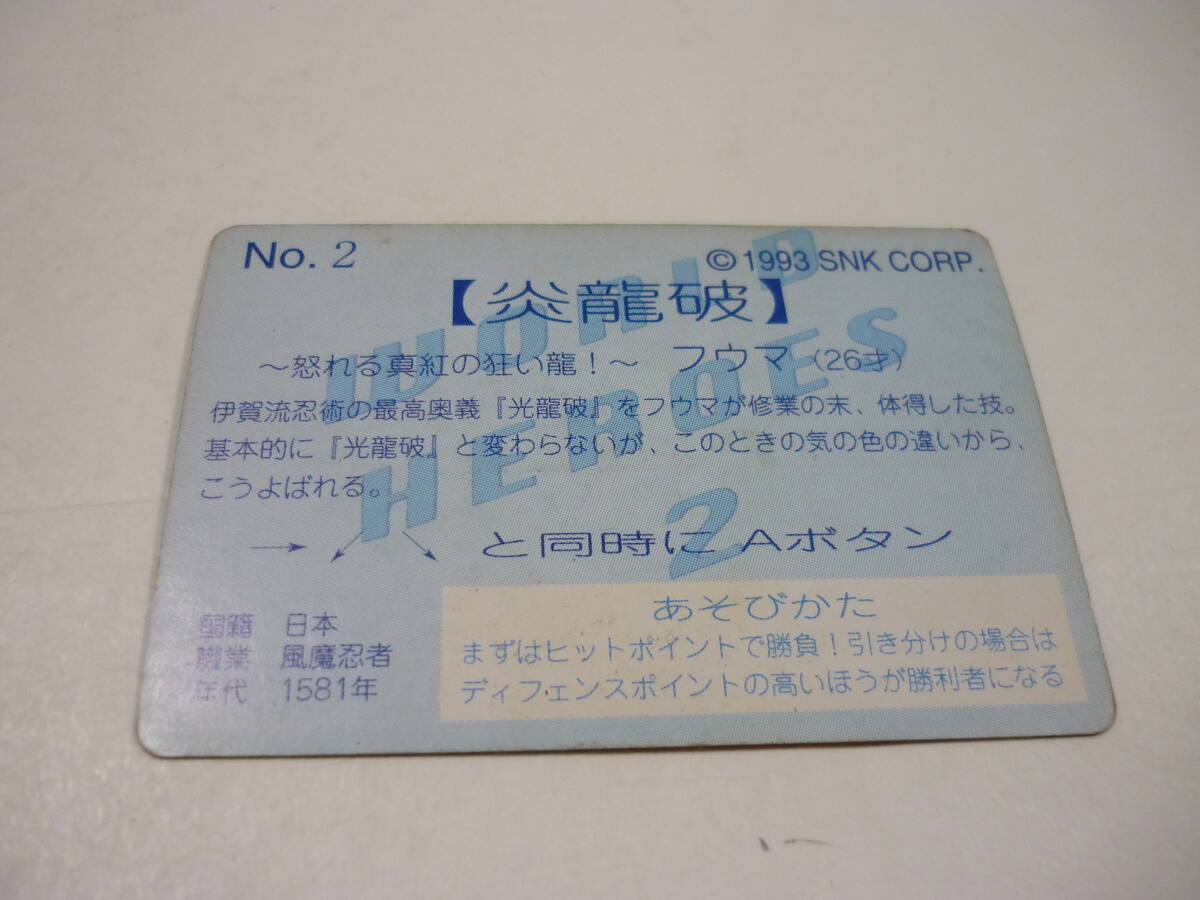 No. 2
© 1993 SNK CORP.
WORLD
HEROES
2
【炎龍破】
～怒れる真紅の狂い龍！～ フウマ（26才）
伊賀流忍術の最高奥義『光龍破』をフウマが修業の末、体得した技。
基本的に『光龍破』と変わらないが、このときの気の色の違いから、
こうよばれる。
→ ↙ ↘ と同時に Aボタン
国籍 日本
職業 風魔忍者
年代 1581年
あそびかた
まずはヒットポイントで勝負！引き分けの場合は
ディフェンスポイントの高いほうが勝利者になる